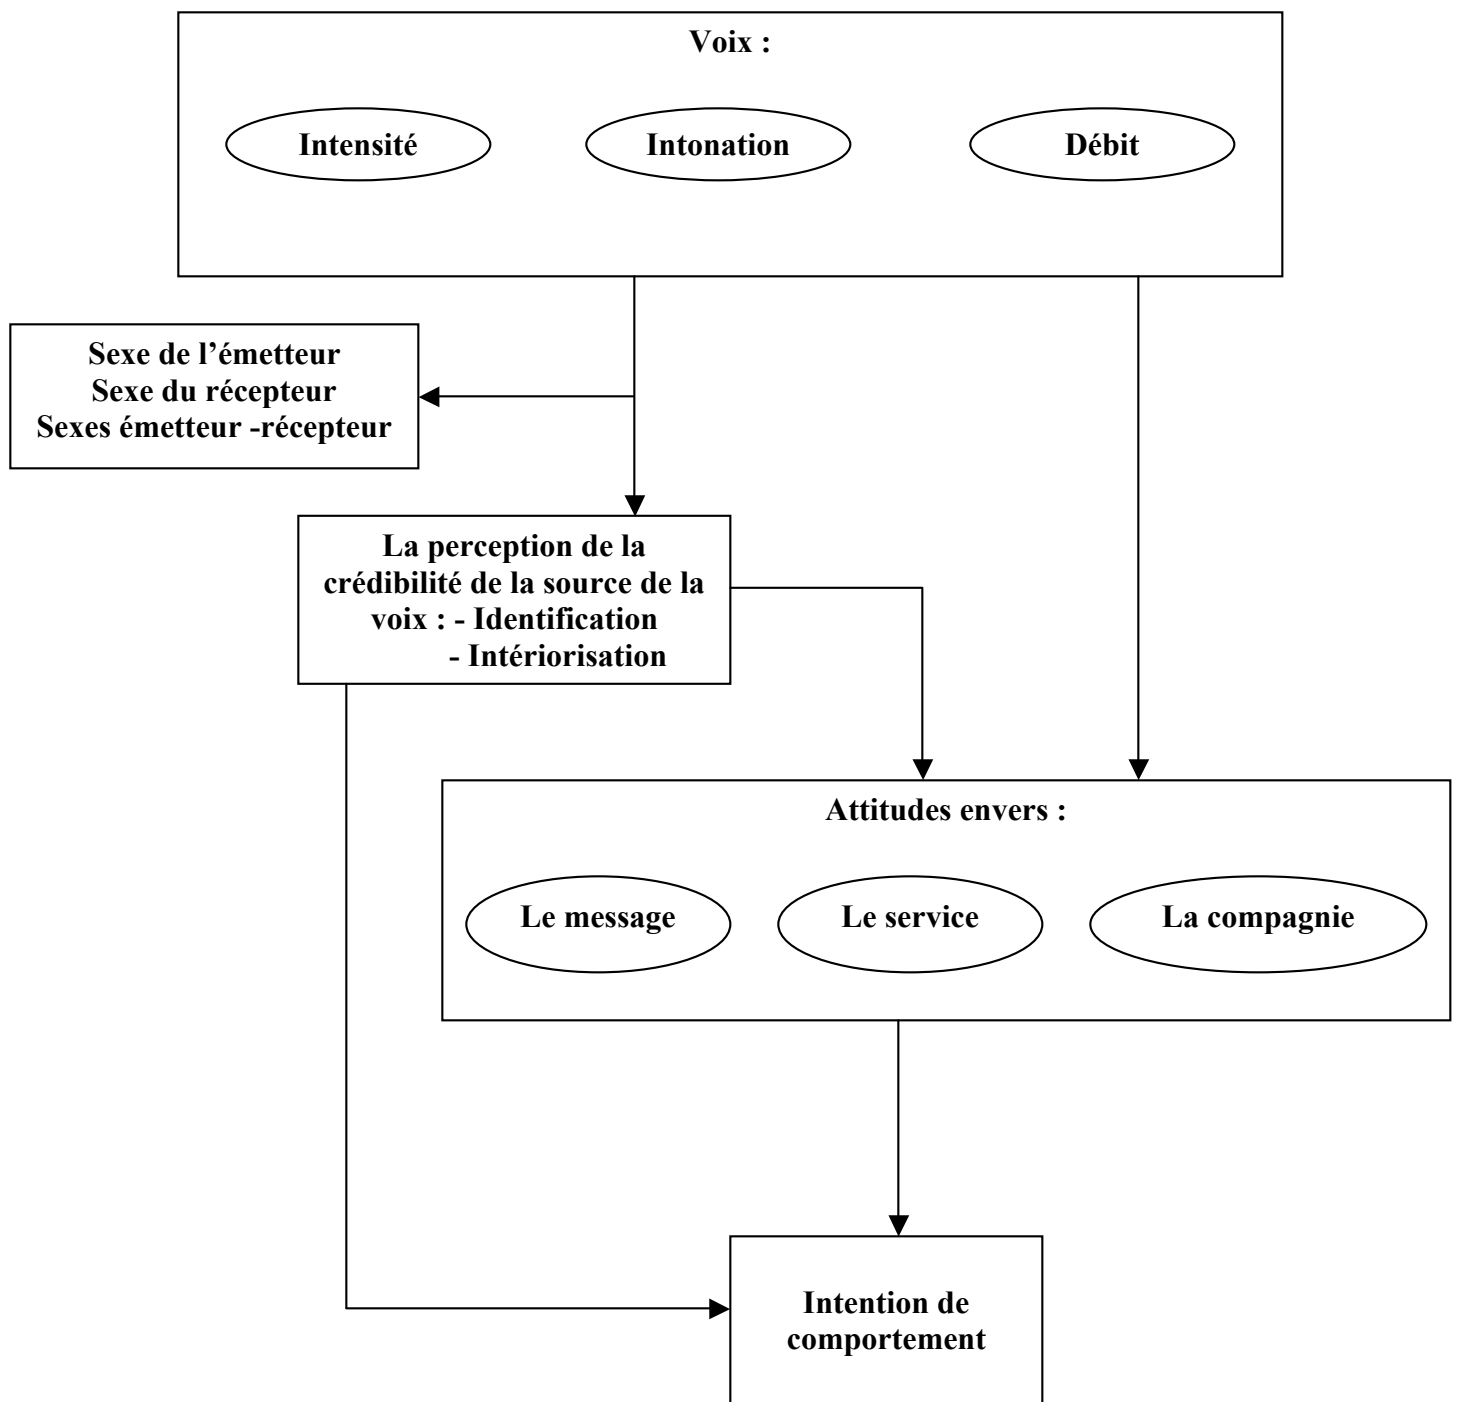 Voix :
Intensité
Intonation
Débit
Sexe de l’émetteur
Sexe du récepteur
Sexes émetteur -récepteur
La perception de la
crédibilité de la source de la
voix : - Identification
- Intériorisation
Attitudes envers :
Le message
Le service
La compagnie
Intention de
comportement